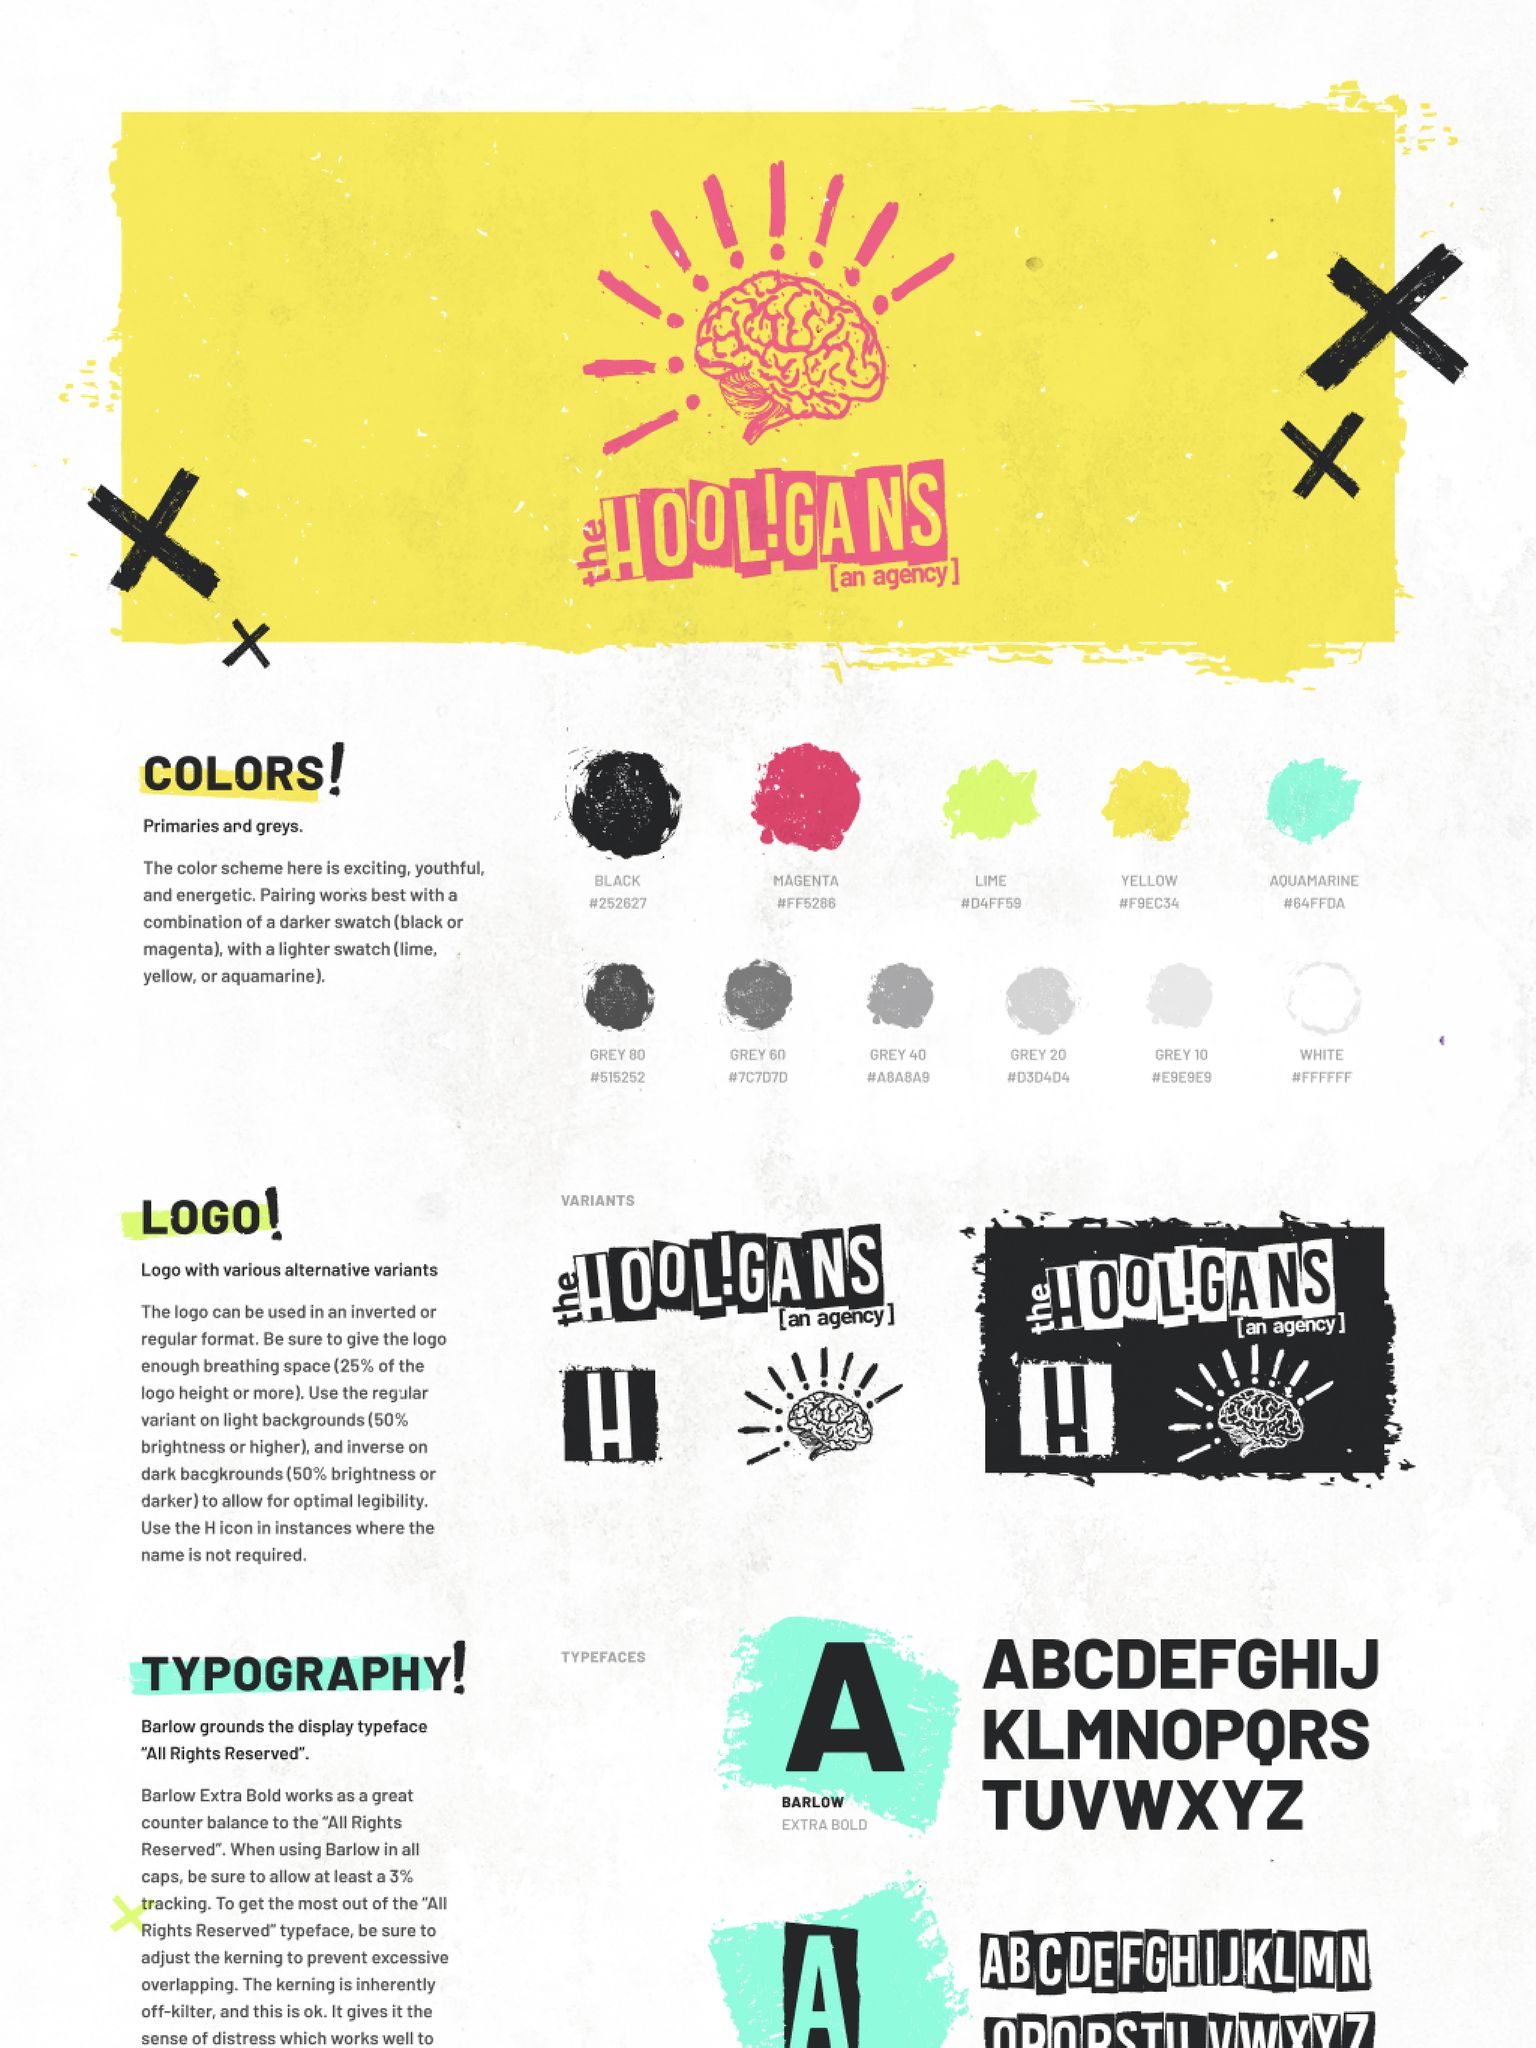 the HOOL!GANS
[an agency]
COLORS!
Primaries and greys.
The color scheme here is exciting, youthful,
and energetic. Pairing works best with a
combination of a darker swatch (black or
magenta), with a lighter swatch (lime,
yellow, or aquamarine).
BLACK
#252627
MAGENTA
#FF5286
LIME
#D4FF59
YELLOW
#F9EC34
AQUAMARINE
#64FFDA
GREY 80
#515252
GREY 60
#7C7D7D
GREY 40
#A8A8A9
GREY 20
#D3D4D4
GREY 10
#E9E9E9
WHITE
#FFFFFF
LOGO!
Logo with various alternative variants
The logo can be used in an inverted or
regular format. Be sure to give the logo
enough breathing space (25% of the
logo height or more). Use the regular
variant on light backgrounds (50%
brightness or higher), and inverse on
dark bacgkrounds (50% brightness or
darker) to allow for optimal legibility.
Use the H icon in instances where the
name is not required.
VARIANTS
the HOOL!GANS
[an agency]
H
the HOOL!GANS
[an agency]
H
TYPOGRAPHY!
Barlow grounds the display typeface
“All Rights Reserved”.
Barlow Extra Bold works as a great
counter balance to the “All Rights
Reserved”. When using Barlow in all
caps, be sure to allow at least a 3%
tracking. To get the most out of the “All
Rights Reserved” typeface, be sure to
adjust the kerning to prevent excessive
overlapping. The kerning is inherently
off-kilter, and this is ok. It gives it the
sense of distress which works well to
TYPEFACES
A
BARLOW
EXTRA BOLD
ABCDEFGHIJ
KLMNOPQRS
TUVWXYZ
A
ABCDEFGHIJKLMN
OPQRSTUVWXYZ